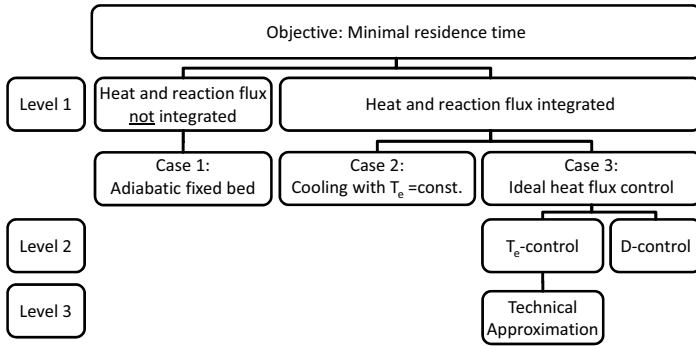 Objective: Minimal residence time
Level 1
Heat and reaction flux
not integrated
Heat and reaction flux integrated
Case 1:
Adiabatic fixed bed
Case 2:
Cooling with Te =const.
Case 3:
Ideal heat flux control
Level 2
Te-control
D-control
Level 3
Technical
Approximation